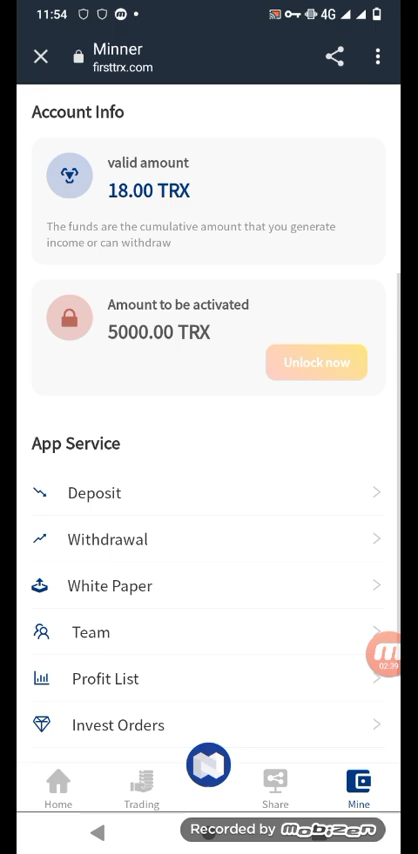 11:54
4G
Minner
firsttrx.com
Account Info
valid amount
18.00 TRX
The funds are the cumulative amount that you generate
income or can withdraw
Amount to be activated
5000.00 TRX
Unlock now
App Service
Deposit
Withdrawal
White Paper
Team
02:39
Profit List
Invest Orders
Home
Trading
Share
Mine
Recorded by mobizen